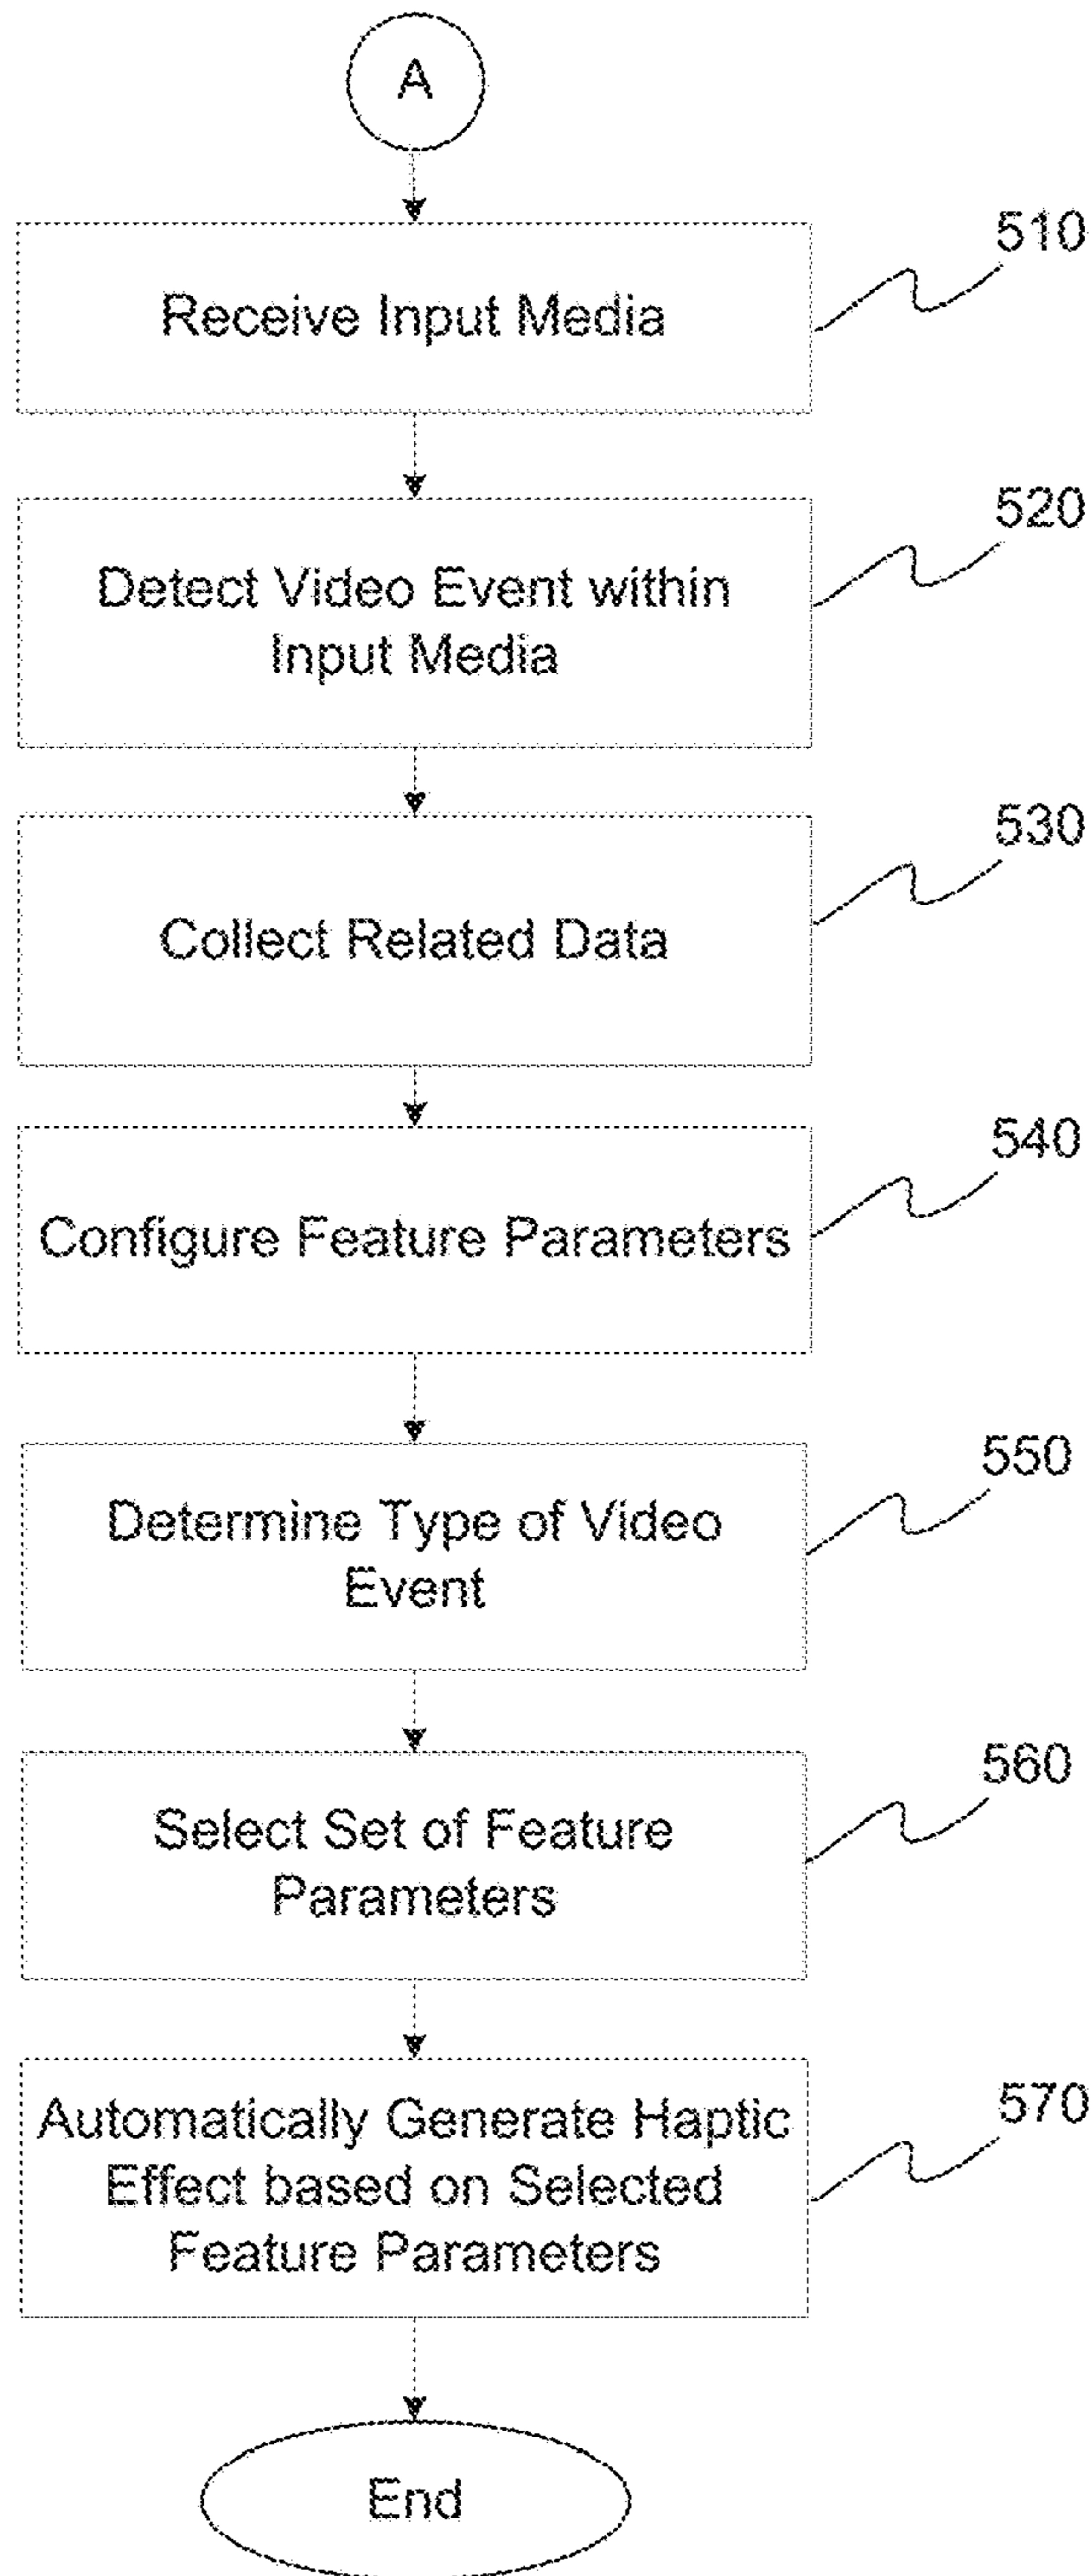 A
Receive Input Media
510
Detect Video Event within
Input Media
520
Collect Related Data
530
Configure Feature Parameters
540
Determine Type of Video
Event
550
Select Set of Feature
Parameters
560
Automatically Generate Haptic
Effect based on Selected
Feature Parameters
570
End